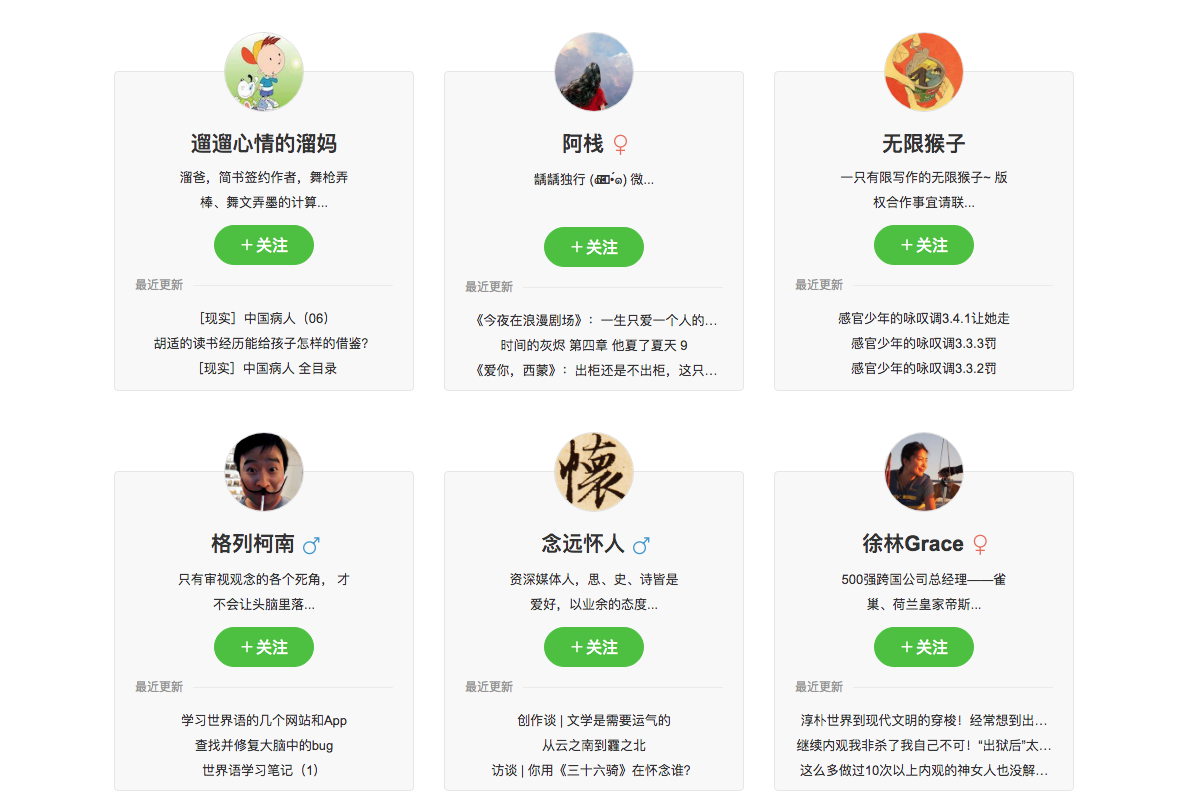 遛遛心情的溜妈
溜爸，简书签约作者，舞枪弄
棒、舞文弄墨的计算...
+关注
最近更新
［现实］中国病人（06）
胡适的读书经历能给孩子怎样的借鉴？
［现实］中国病人 全目录
阿栈 ♀
龋龋独行 微...
+关注
最近更新
《今夜在浪漫剧场》：一生只爱一个人的…
时间的灰烬 第四章 他夏了夏天 9
《爱你，西蒙》：出柜还是不出柜，这只…
无限猴子
一只有限写作的无限猴子~ 版
权合作事宜请联...
+关注
最近更新
感官少年的咏叹调3.4.1让她走
感官少年的咏叹调3.3.3罚
感官少年的咏叹调3.3.2罚
格列柯南 ♂
只有审视观念的各个死角， 才
不会让头脑里落...
+关注
最近更新
学习世界语的几个网站和App
查找并修复大脑中的bug
世界语学习笔记（1）
懷
念远怀人 ♂
资深媒体人，思、史、诗皆是
爱好，以业余的态度...
+关注
最近更新
创作谈 | 文学是需要运气的
从云之南到霾之北
访谈 | 你用《三十六骑》在怀念谁？
徐林Grace ♀
500强跨国公司总经理——雀
巢、荷兰皇家帝斯...
+关注
最近更新
淳朴世界到现代文明的穿梭！经常想到出…
继续内观我非杀了我自己不可！“出狱后”太…
这么多做过10次以上内观的神女人也没解…